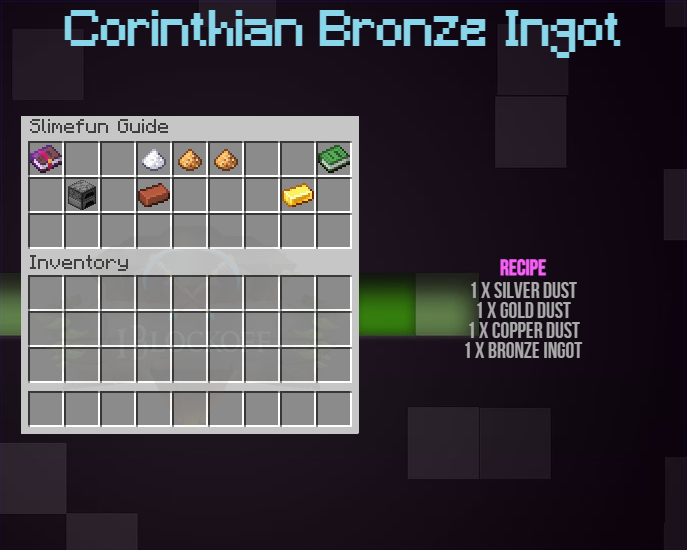 Corinthian Bronze Ingot
Slimefun Guide
Inventory
IBLOCKOFF
RECIPE
1 X SILVER DUST
1 X GOLD DUST
1 X COPPER DUST
1 X BRONZE INGOT